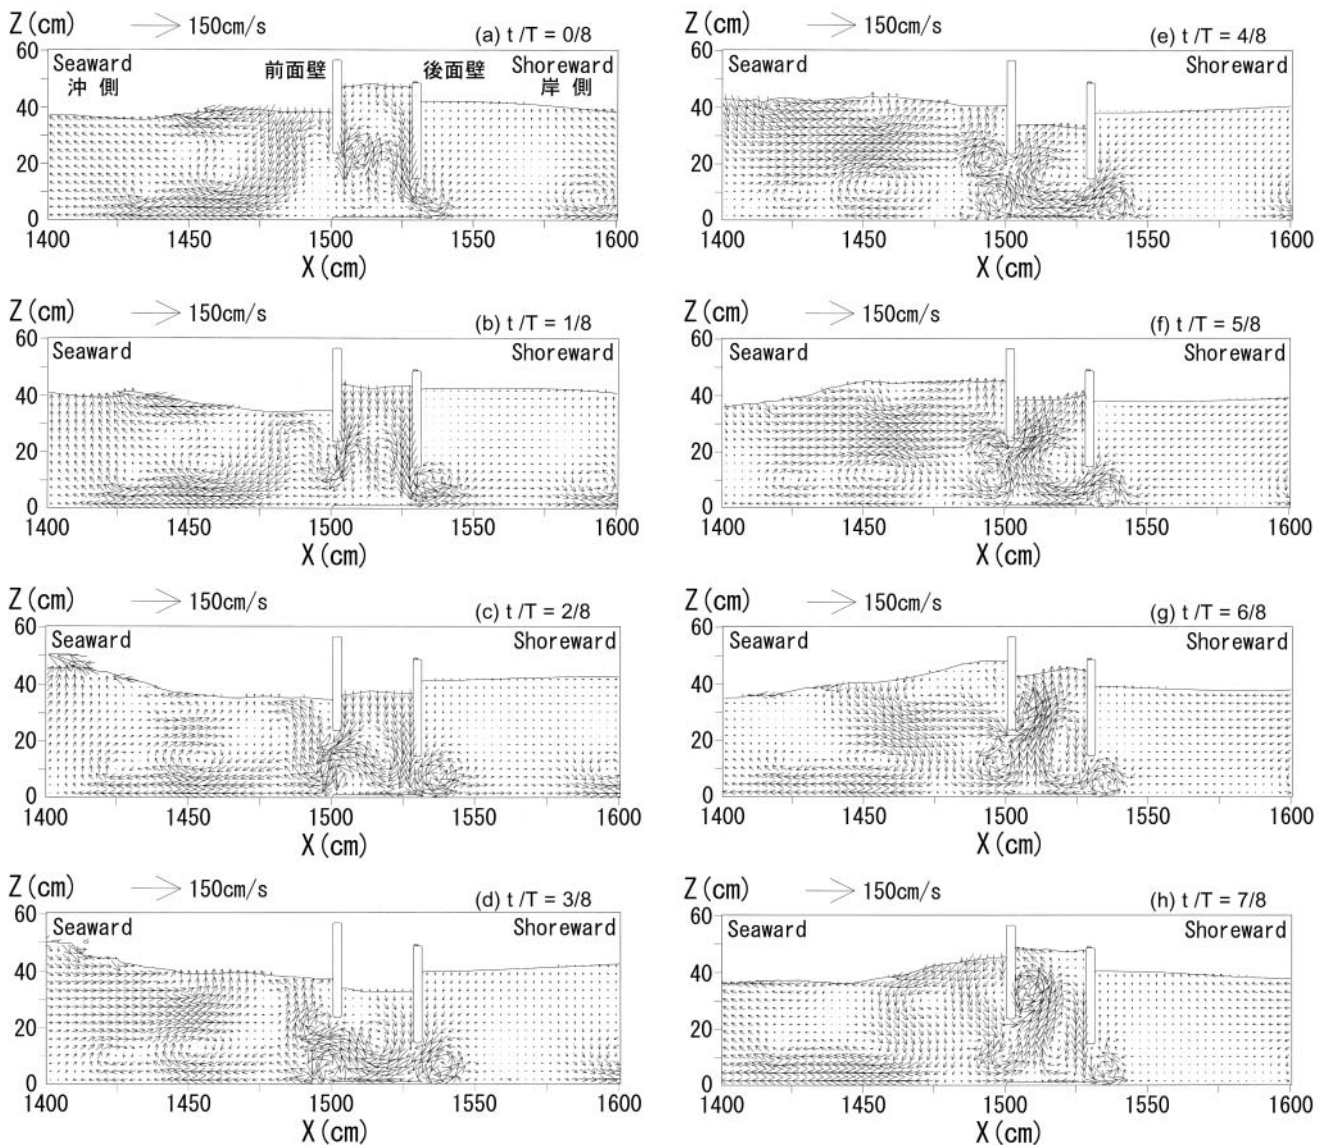 Z(cm) 150cm/s (a) t/T = 0/8
60
Seaward 前面壁 後面壁 Shoreward
沖側 岸側
40
20
0
1400 1450 1500 1550 1600
X(cm)
Z(cm) 150cm/s (b) t/T = 1/8
60
Seaward Shoreward
40
20
0
1400 1450 1500 1550 1600
X(cm)
Z(cm) 150cm/s (c) t/T = 2/8
60
Seaward Shoreward
40
20
0
1400 1450 1500 1550 1600
X(cm)
Z(cm) 150cm/s (d) t/T = 3/8
60
Seaward Shoreward
40
20
0
1400 1450 1500 1550 1600
X(cm)
Z(cm) 150cm/s (e) t/T = 4/8
60
Seaward Shoreward
40
20
0
1400 1450 1500 1550 1600
X(cm)
Z(cm) 150cm/s (f) t/T = 5/8
60
Seaward Shoreward
40
20
0
1400 1450 1500 1550 1600
X(cm)
Z(cm) 150cm/s (g) t/T = 6/8
60
Seaward Shoreward
40
20
0
1400 1450 1500 1550 1600
X(cm)
Z(cm) 150cm/s (h) t/T = 7/8
60
Seaward Shoreward
40
20
0
1400 1450 1500 1550 1600
X(cm)